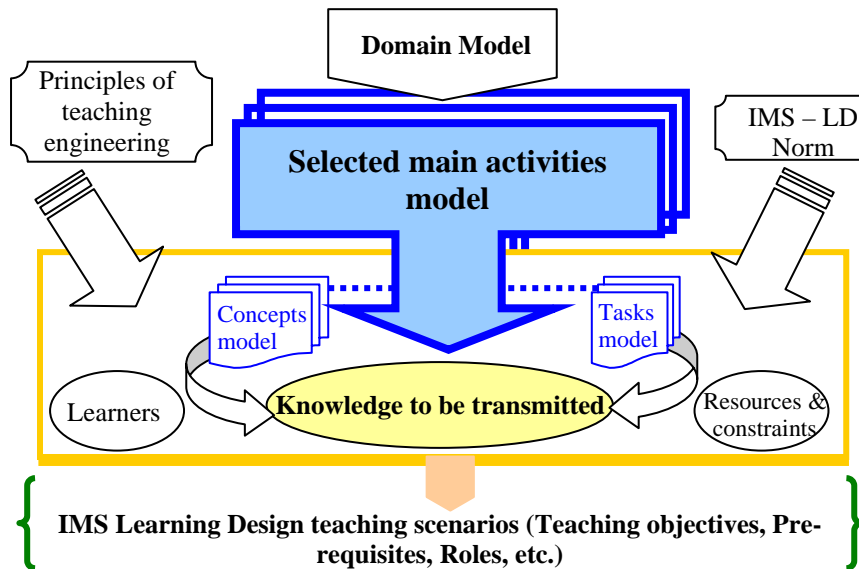 Domain Model
Principles of
teaching
engineering
IMS – LD
Norm
Selected main activities
model
Concepts
model
Tasks
model
Learners
Knowledge to be transmitted
Resources &
constraints
IMS Learning Design teaching scenarios (Teaching objectives, Pre-
requisites, Roles, etc.)